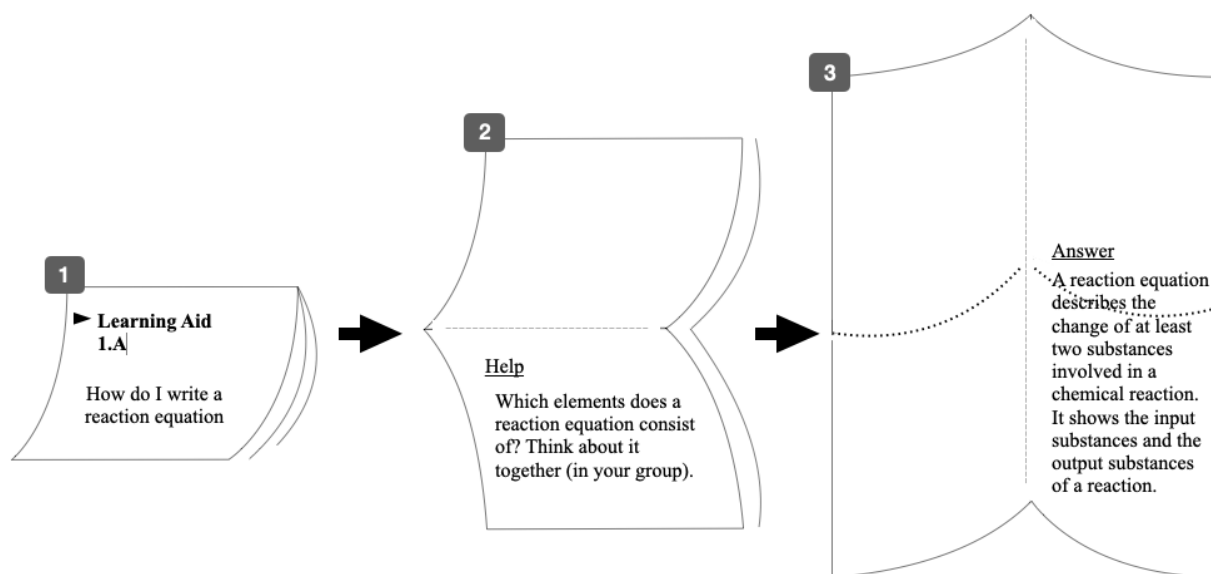 1
► Learning Aid
1.A
How do I write a
reaction equation
2
Help
Which elements does a
reaction equation consist
of? Think about it
together (in your group).
3
Answer
A reaction equation
describes the
change of at least
two substances
involved in a
chemical reaction.
It shows the input
substances and the
output substances
of a reaction.